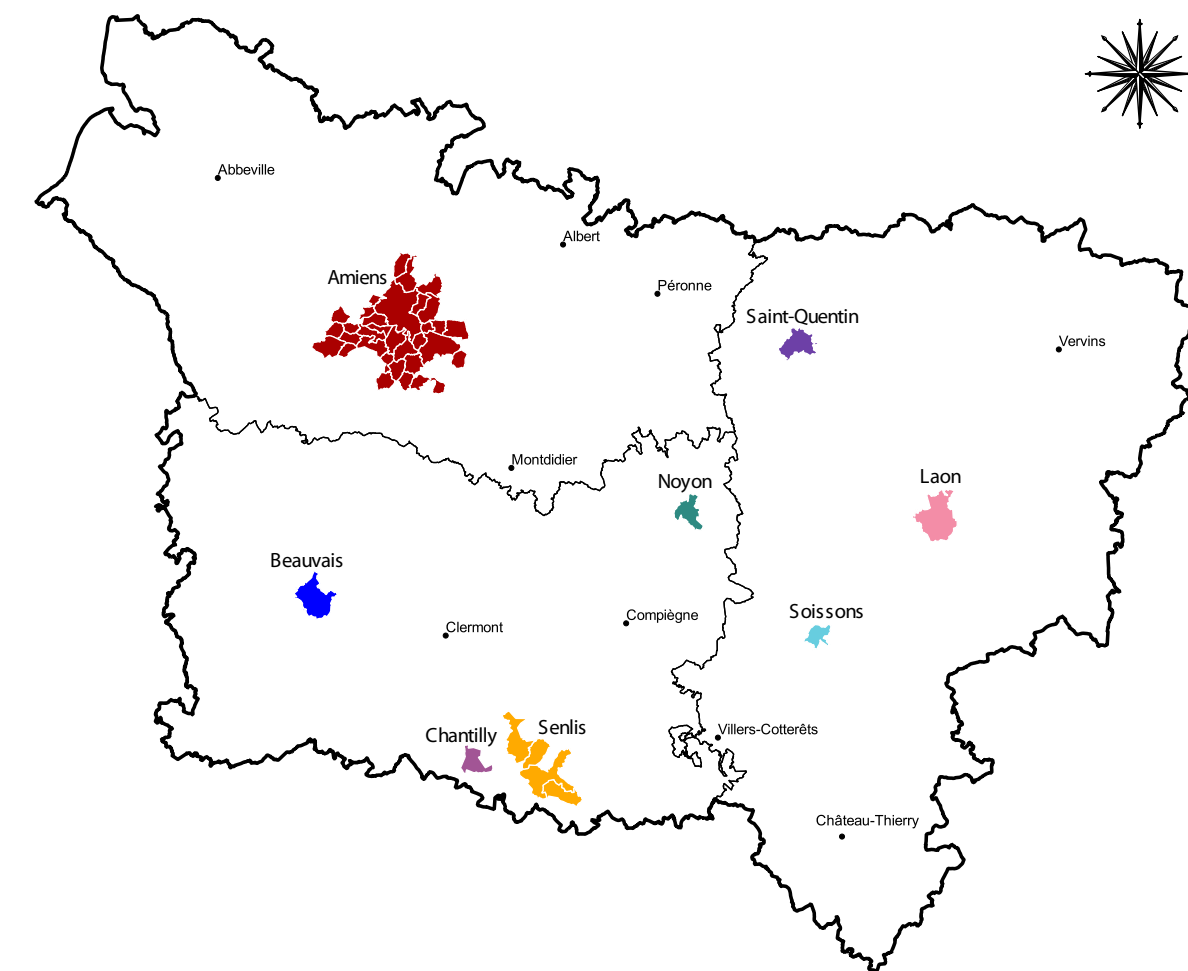 Abbeville
Albert
Amiens
Péronne
Saint-Quentin
Vervins
Montdidier
Noyon
Laon
Beauvais
Soissons
Compiègne
Clermont
Senlis
Chantilly
Villers-Cotterêts
Château-Thierry